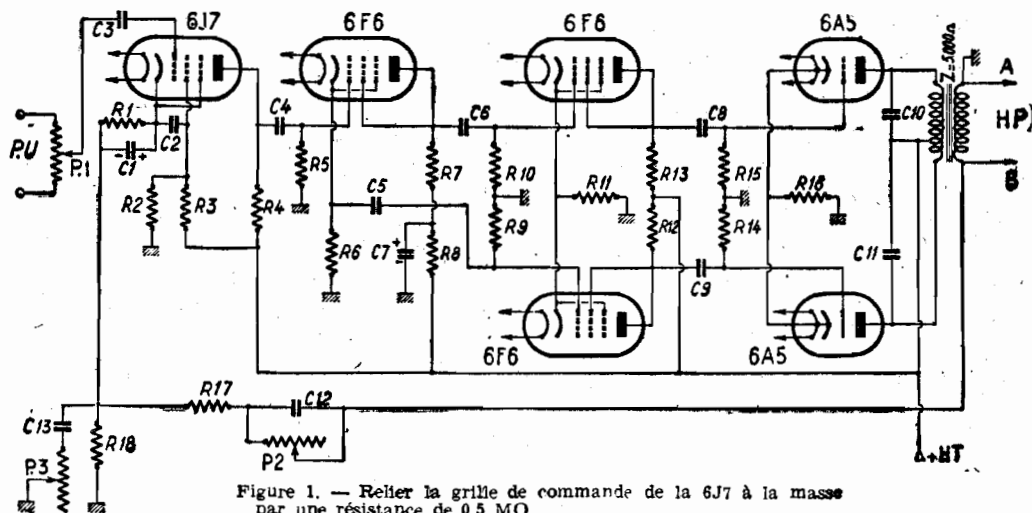 C3
6J7
6F6
6F6
6A5
Z=5.000Ω
A
P.U
P.1
R1
C2
C1
- +
C4
R5
C6
C8
C10
H.P.
R2
R3
R4
C5
R7
R10
R11
R13
R15
R16
R6
C7
+
-
R8
R9
R12
R14
C11
C9
6F6
6A5
R17
C12
C13
R18
P2
P.3
+HT
Figure 1. — Relier la grille de commande de la 6J7 à la masse
par une résistance de 0,5 MΩ